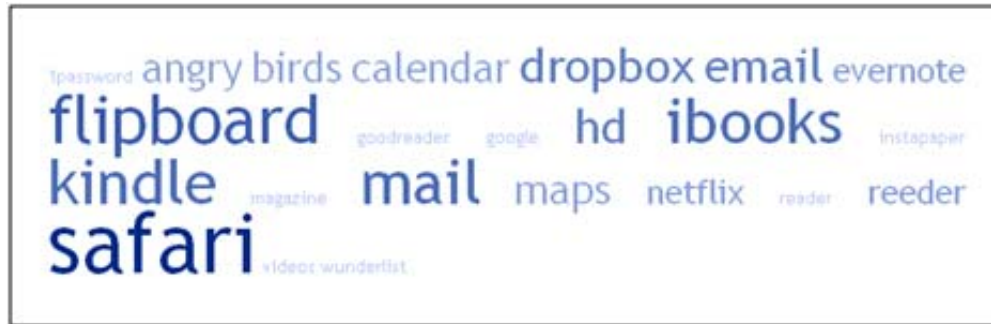 1password angry birds calendar dropbox email evernote
flipboard goodreader google hd ibooks instapaper
kindle magazine mail maps netflix reader reeder
safari videos wunderlist